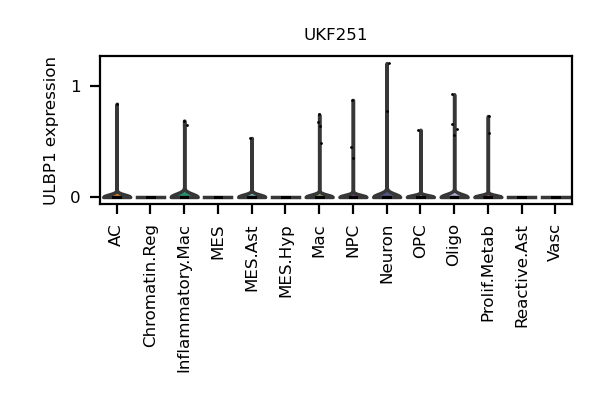 UKF251
ULBP1 expression
1
0
AC
Chromatin.Reg
Inflammatory.Mac
MES
MES.Ast
MES.Hyp
Mac
NPC
Neuron
OPC
Oligo
Prolif.Metab
Reactive.Ast
Vasc